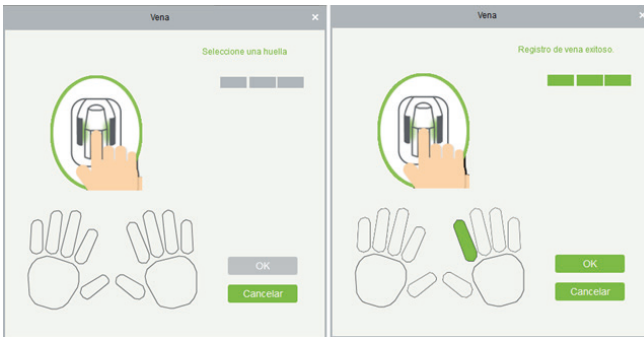 Vena
Seleccione una huella
OK
Cancelar
Vena
Registro de vena exitoso.
OK
Cancelar